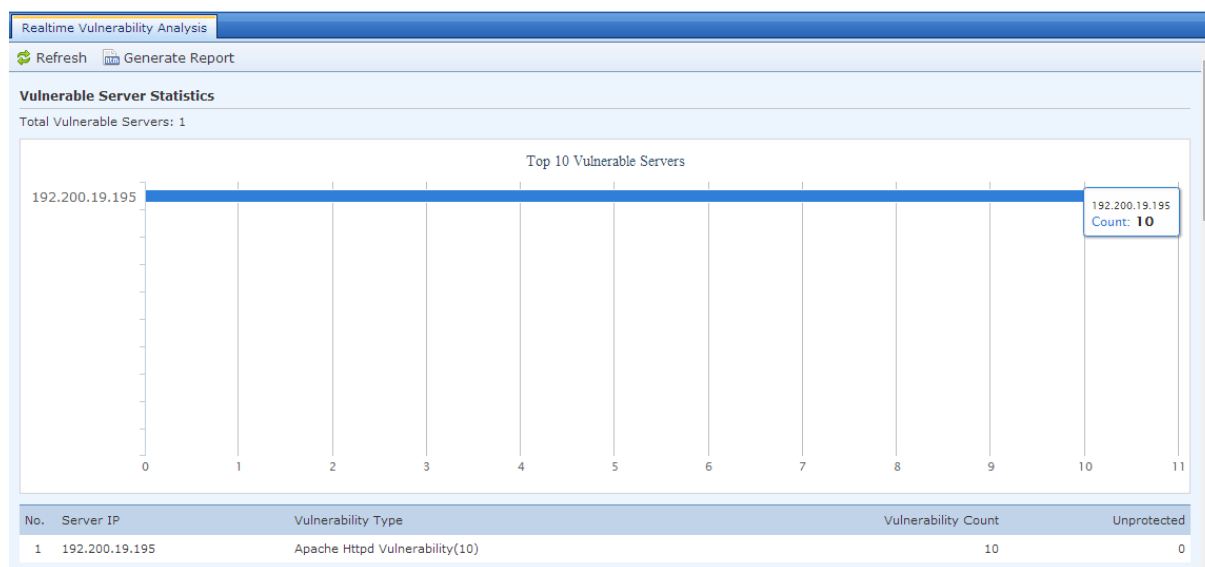 Realtime Vulnerability Analysis
Refresh Generate Report
Vulnerable Server Statistics
Total Vulnerable Servers: 1
Top 10 Vulnerable Servers
192.200.19.195
192.200.19.195
Count: 10
0 1 2 3 4 5 6 7 8 9 10 11
No. Server IP Vulnerability Type Vulnerability Count Unprotected
1 192.200.19.195 Apache Httpd Vulnerability(10) 10 0